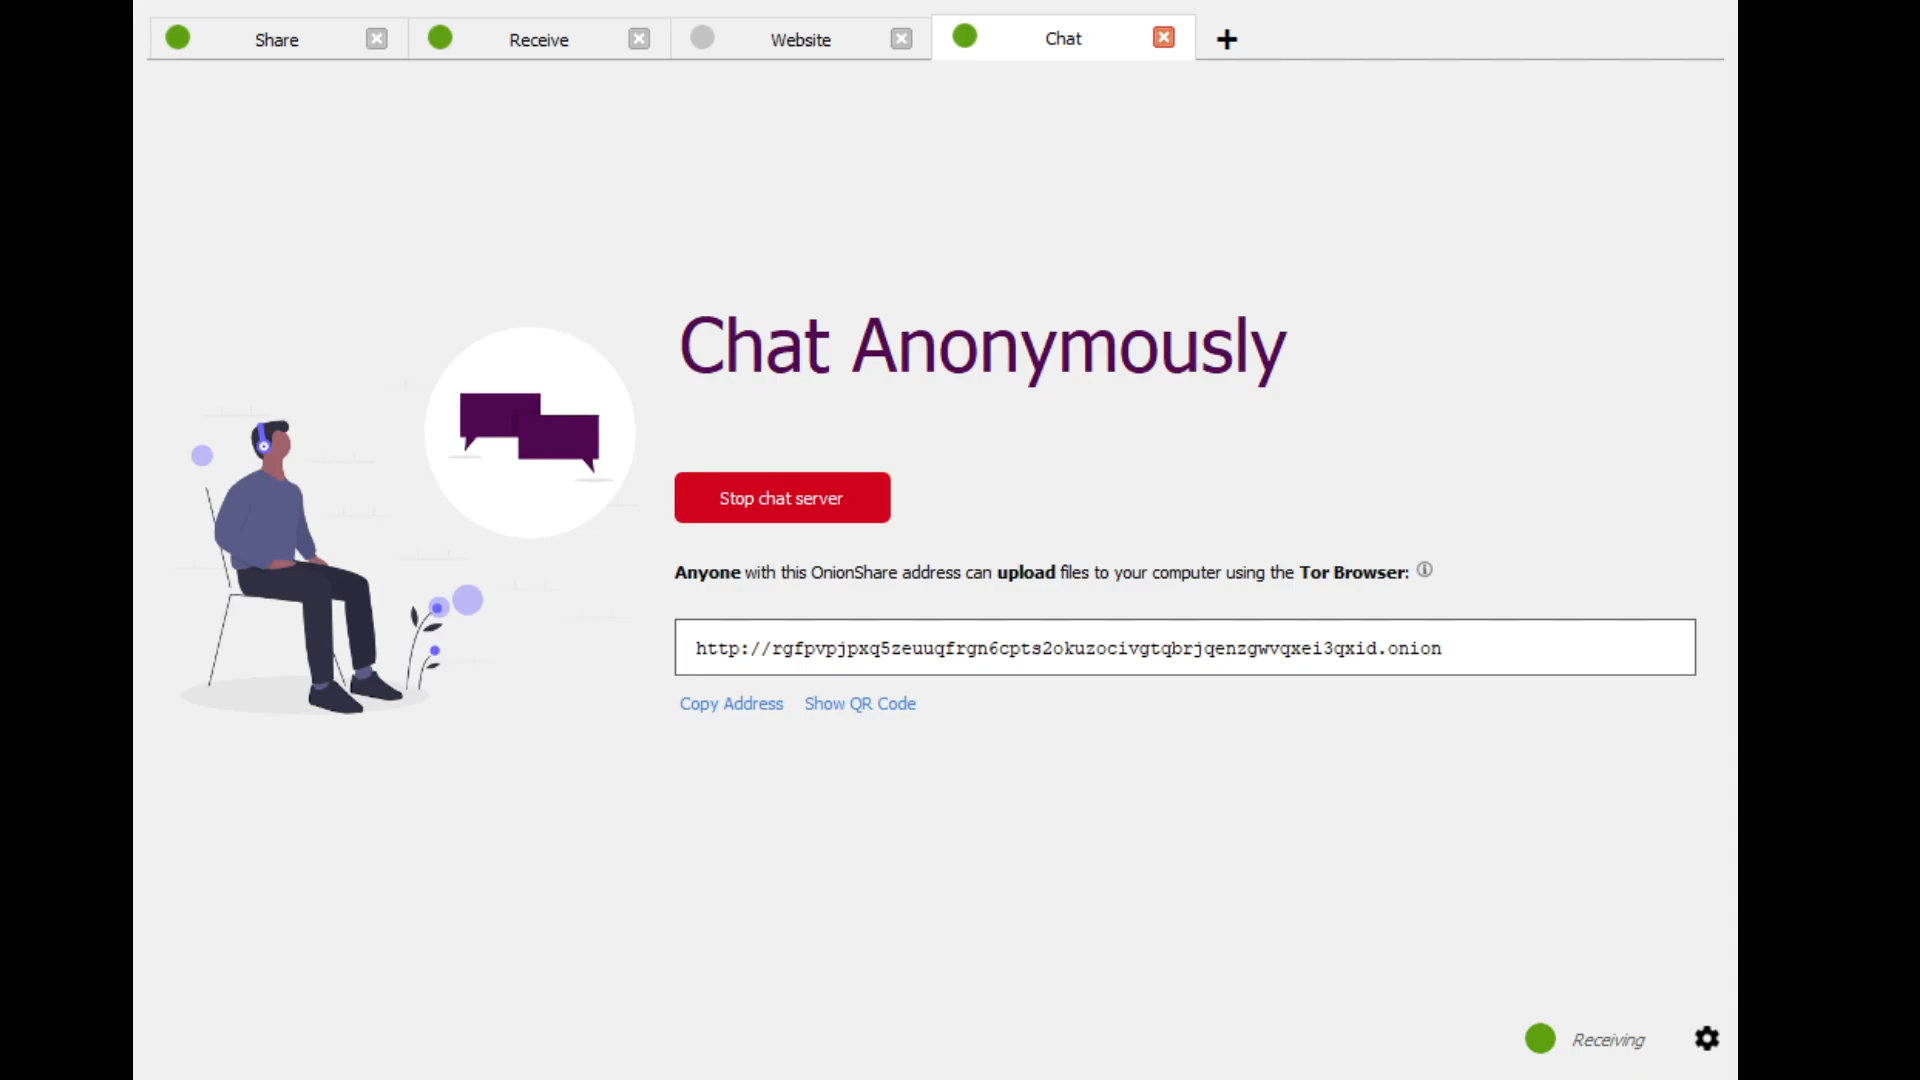 Share
Receive
Website
Chat
Chat Anonymously
Stop chat server
Anyone with this OnionShare address can upload files to your computer using the Tor Browser:
http://rgfpvpjpxq5zeuuqfrgn6cpts2okuzocivgtqbrjqenzgwvqxei3qxid.onion
Copy Address Show QR Code
Receiving